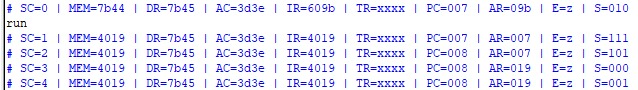 # SC=0 | MEM=7b44 | DR=7b45 | AC=3d3e | IR=609b | TR=xxxx | PC=007 | AR=09b | E=z | S=110
run
# SC=1 | MEM=4019 | DR=7b45 | AC=3d3e | IR=4019 | TR=xxxx | PC=007 | AR=007 | E=z | S=111
# SC=2 | MEM=4019 | DR=7b45 | AC=3d3e | IR=4019 | TR=xxxx | PC=008 | AR=007 | E=z | S=101
# SC=3 | MEM=4019 | DR=7b45 | AC=3d3e | IR=4019 | TR=xxxx | PC=008 | AR=019 | E=z | S=000
# SC=4 | MEM=4019 | DR=7b45 | AC=3d3e | IR=4019 | TR=xxxx | PC=008 | AR=019 | E=z | S=001